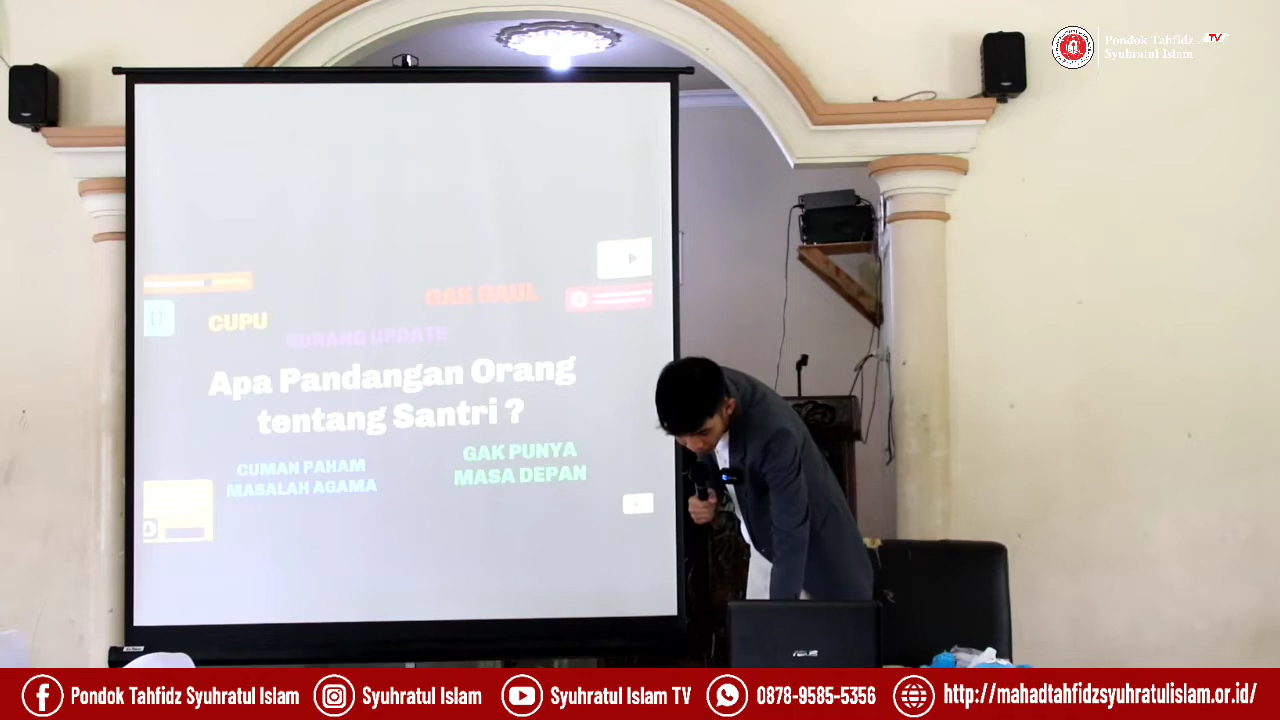 Pondok Tahfidz
Syuhratul Islam
TV
GAK GAUL
CUPU
KURANG UPDATE
Apa Pandangan Orang
tentang Santri ?
CUMAN PAHAM
MASALAH AGAMA
GAK PUNYA
MASA DEPAN
ASUS
Pondok Tahfidz Syuhratul Islam
Syuhratul Islam
Syuhratul Islam TV
0878-9585-5356
http://mahadtahfidzsyuhratulislam.or.id/